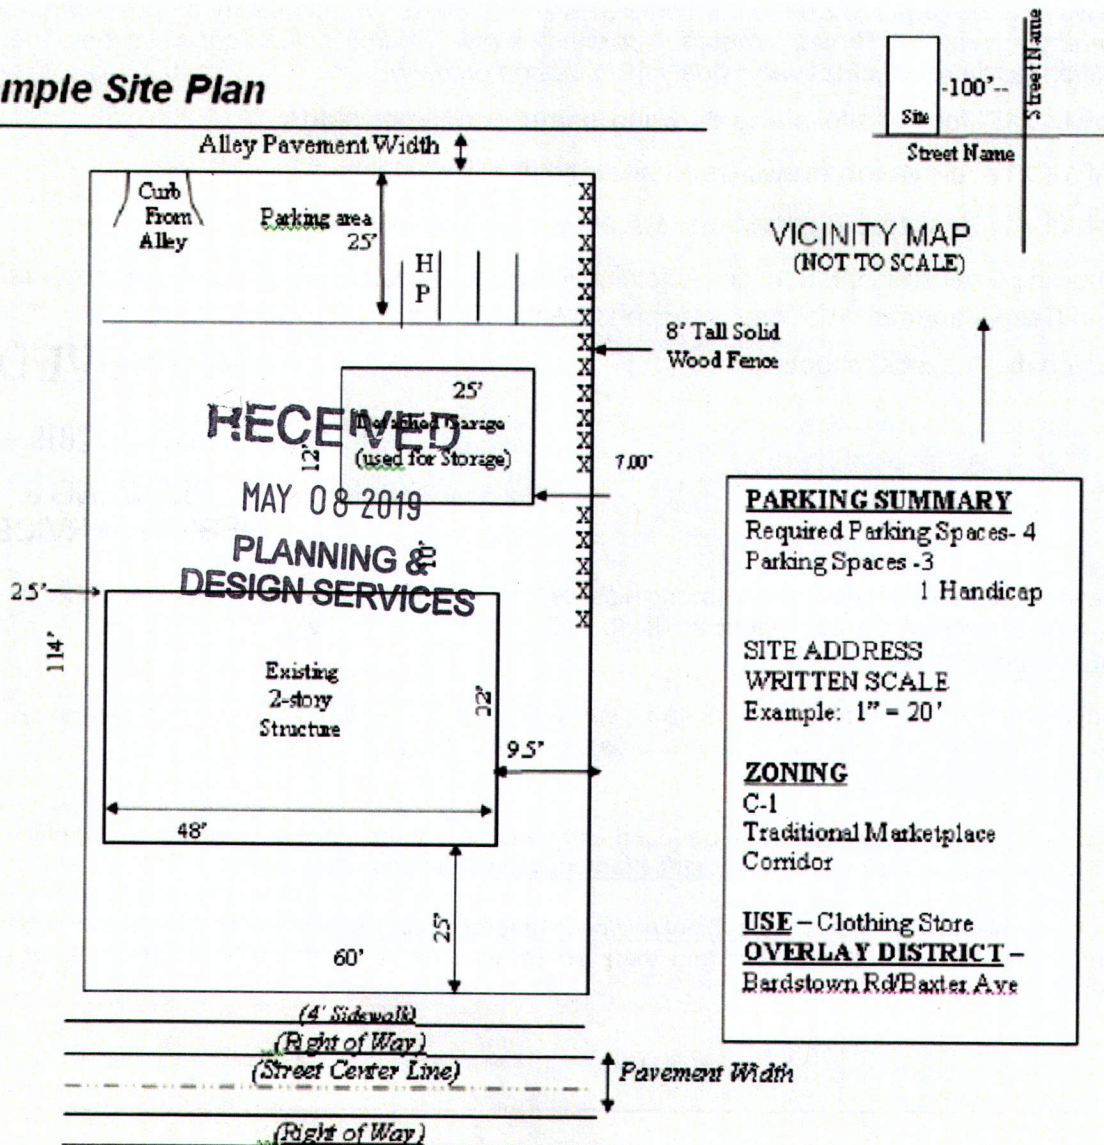 mple Site Plan
Alley Pavement Width
Curb
From
Alley
Parking area
25'
H
P
Street Name
-100'--
Site
Street Name
VICINITY MAP
(NOT TO SCALE)
XXXXXXXXXXXXXXXXXX
8' Tall Solid
Wood Fence
25'
Detached Garage
(used for Storage)
12'
7.00'
RECEIVED
MAY 08 2019
PLANNING &
DESIGN SERVICES
2.5'
114'
Existing
2-story
Structure
32'
9.5'
48'
25'
60'
(4' Sidewalk)
(Right of Way)
(Street Center Line)
Pavement Width
(Right of Way)
PARKING SUMMARY
Required Parking Spaces- 4
Parking Spaces -3
1 Handicap
SITE ADDRESS
WRITTEN SCALE
Example: 1" = 20'
ZONING
C-1
Traditional Marketplace
Corridor
USE – Clothing Store
OVERLAY DISTRICT –
Bardstown Rd/Baxter Ave